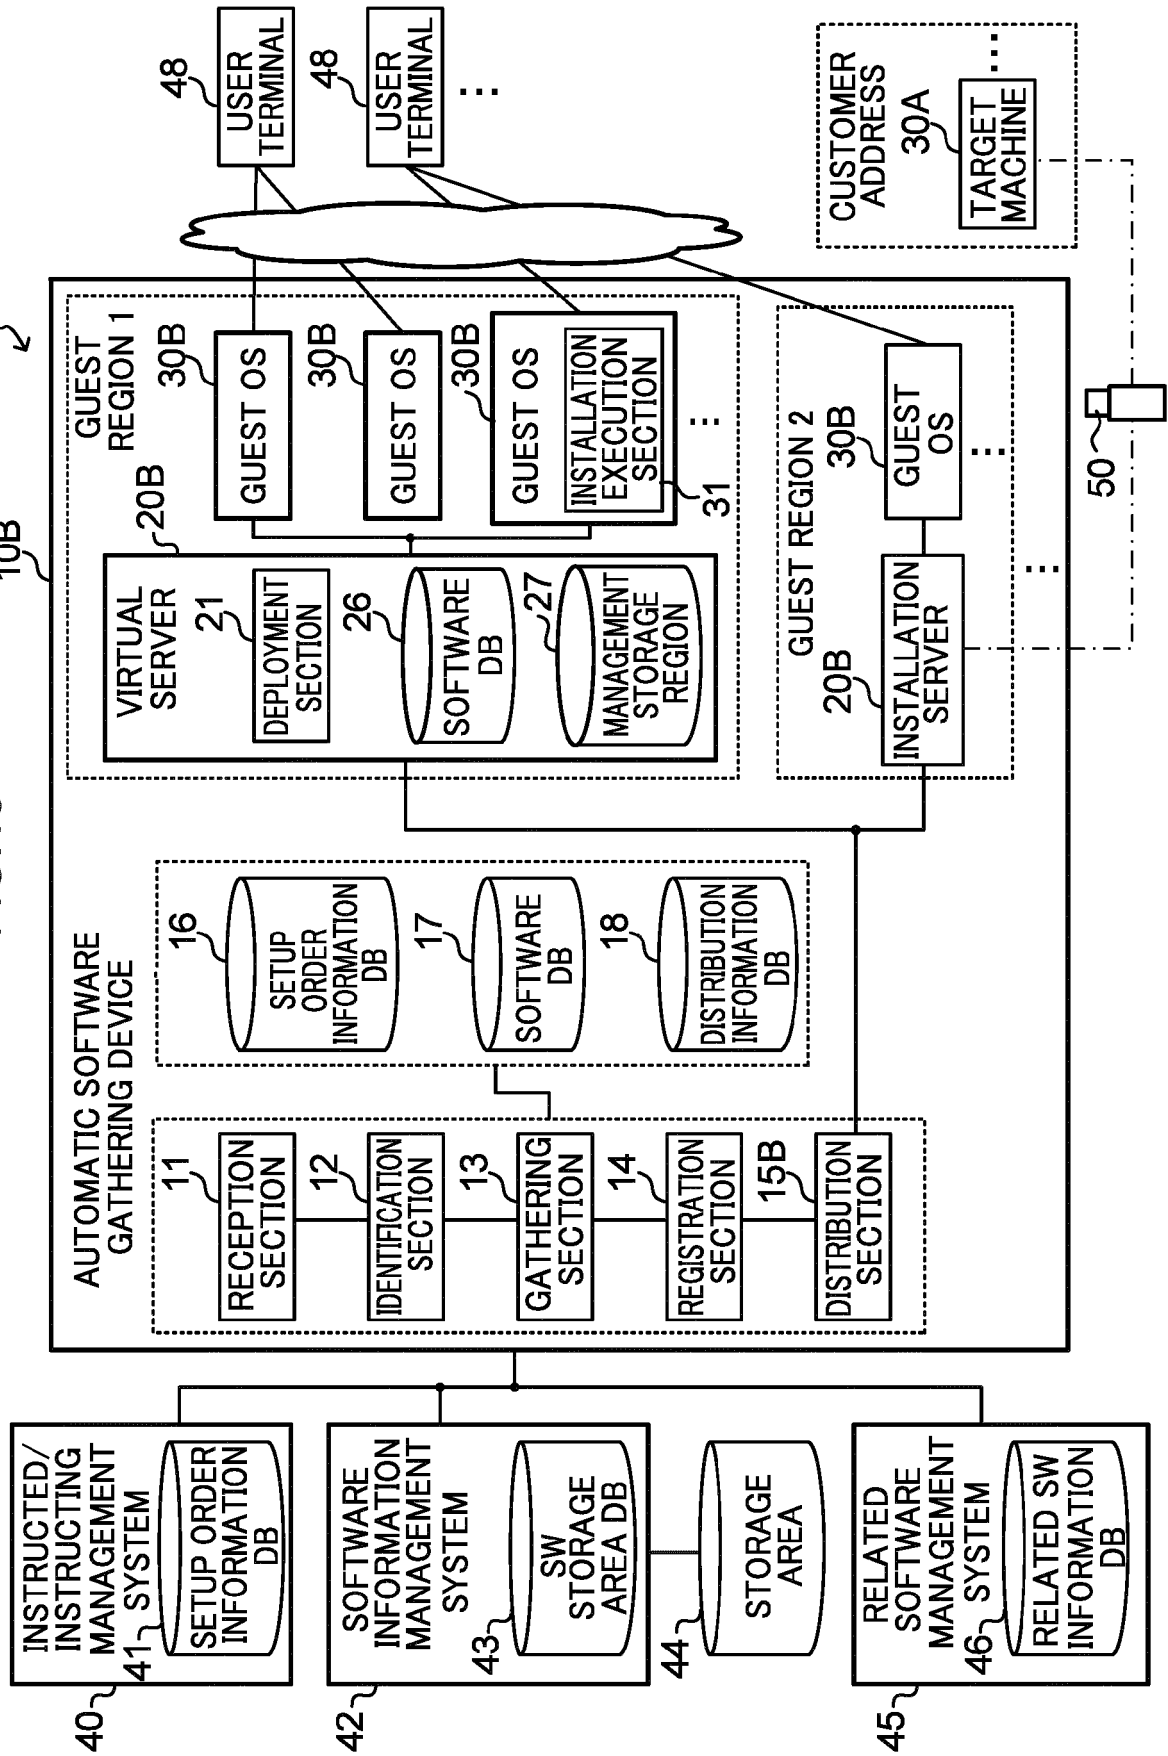 10B
AUTOMATIC SOFTWARE
GATHERING DEVICE
40
INSTRUCTED/
INSTRUCTING
MANAGEMENT
SYSTEM
41
SETUP ORDER
INFORMATION
DB
42
SOFTWARE
INFORMATION
MANAGEMENT
SYSTEM
43
SW
STORAGE
AREA DB
44
STORAGE
AREA
45
RELATED
SOFTWARE
MANAGEMENT
SYSTEM
46
RELATED SW
INFORMATION
DB
11
RECEPTION
SECTION
12
IDENTIFICATION
SECTION
13
GATHERING
SECTION
14
REGISTRATION
SECTION
15B
DISTRIBUTION
SECTION
16
SETUP
ORDER
INFORMATION
DB
17
SOFTWARE
DB
18
DISTRIBUTION
INFORMATION
DB
GUEST
REGION 1
20B
VIRTUAL
SERVER
21
DEPLOYMENT
SECTION
26
SOFTWARE
DB
27
MANAGEMENT
STORAGE
REGION
30B
GUEST OS
30B
GUEST OS
30B
GUEST OS
INSTALLATION
EXECUTION
SECTION
31
...
GUEST REGION 2
20B
INSTALLATION
SERVER
30B
GUEST
OS
...
...
48
USER
TERMINAL
48
USER
TERMINAL
...
CUSTOMER
ADDRESS
30A
TARGET
MACHINE
...
50